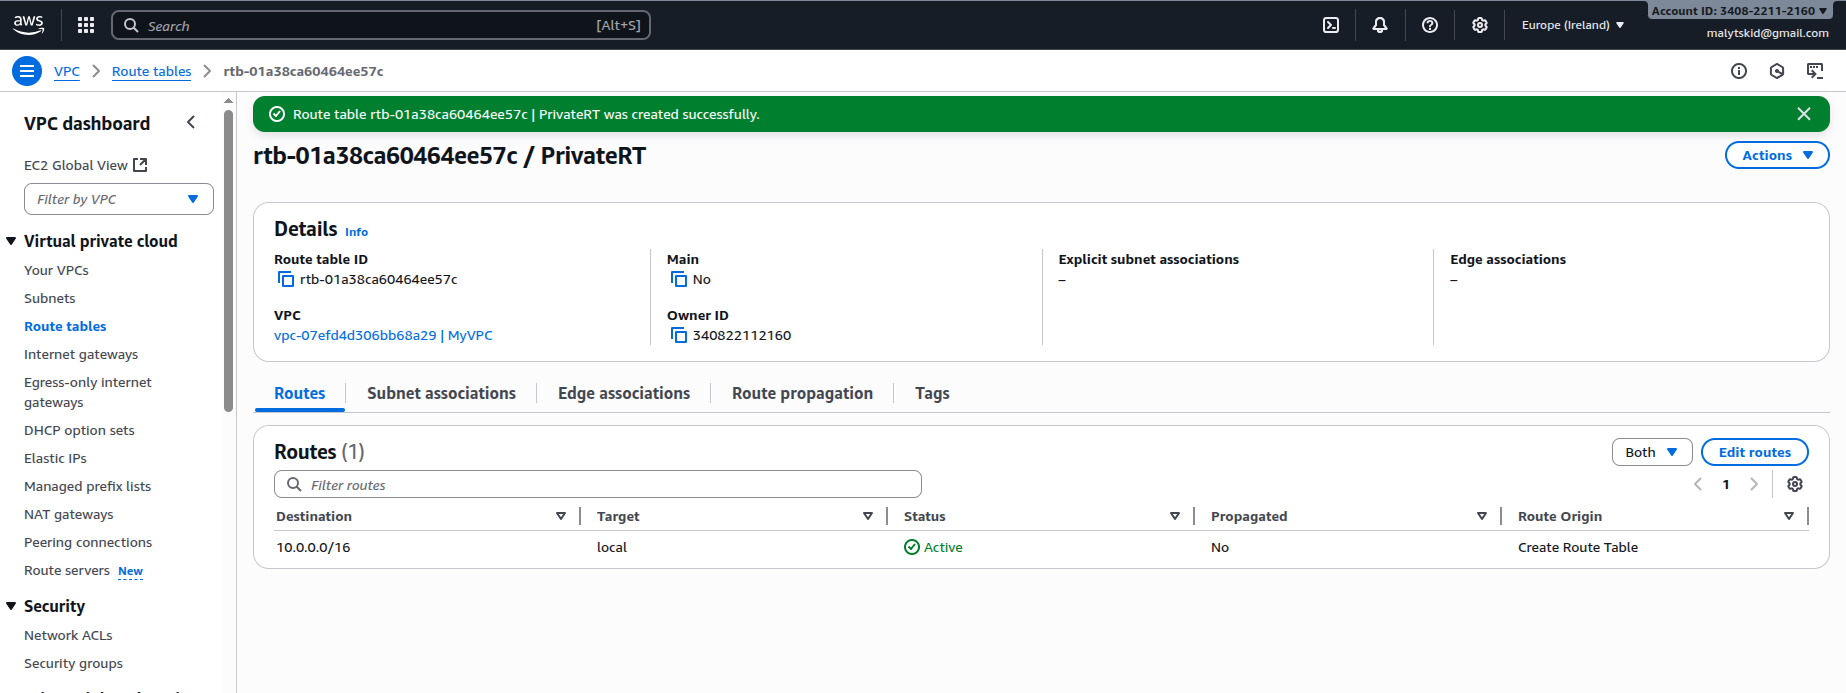 aws
Search [Alt+S]
Europe (Ireland)
Account ID: 3408-2211-2160
malytskid@gmail.com
VPC
Route tables
rtb-01a38ca60464ee57c
VPC dashboard
EC2 Global View
Filter by VPC
Virtual private cloud
Your VPCs
Subnets
Route tables
Internet gateways
Egress-only internet
gateways
DHCP option sets
Elastic IPs
Managed prefix lists
NAT gateways
Peering connections
Route servers New
Security
Network ACLs
Security groups
Route table rtb-01a38ca60464ee57c | PrivateRT was created successfully.
rtb-01a38ca60464ee57c / PrivateRT
Actions
Details Info
Route table ID
rtb-01a38ca60464ee57c
Main
No
Explicit subnet associations
–
Edge associations
–
VPC
vpc-07efd4d306bb68a29 | MyVPC
Owner ID
340822112160
Routes Subnet associations Edge associations Route propagation Tags
Routes (1)
Both
Edit routes
Filter routes
1
Destination Target Status Propagated Route Origin
10.0.0.0/16 local Active No Create Route Table